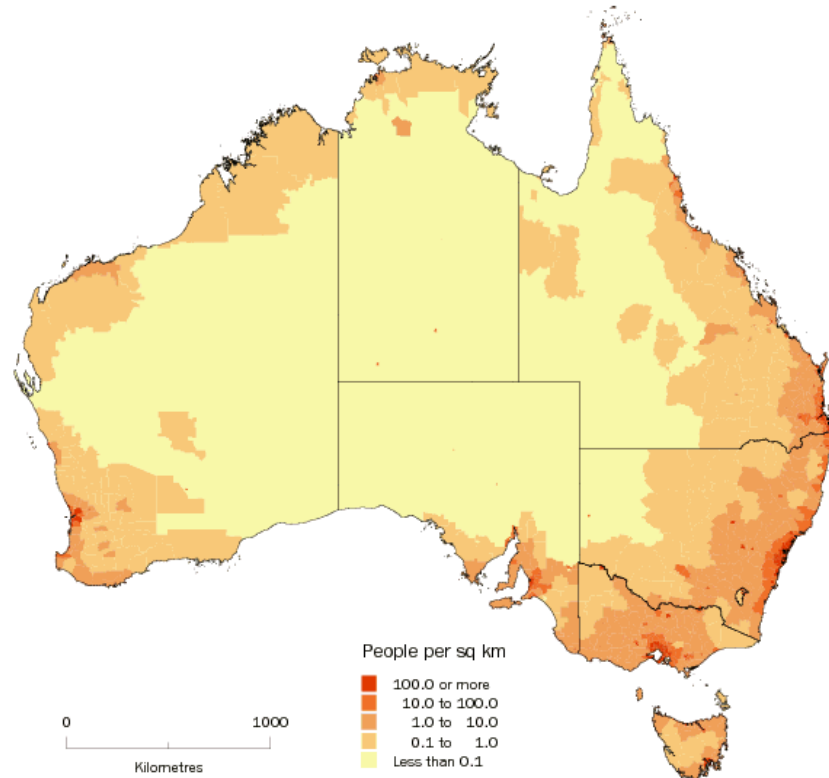 People per sq km
100.0 or more
10.0 to 100.0
1.0 to 10.0
0.1 to 1.0
Less than 0.1
0 1000
Kilometres